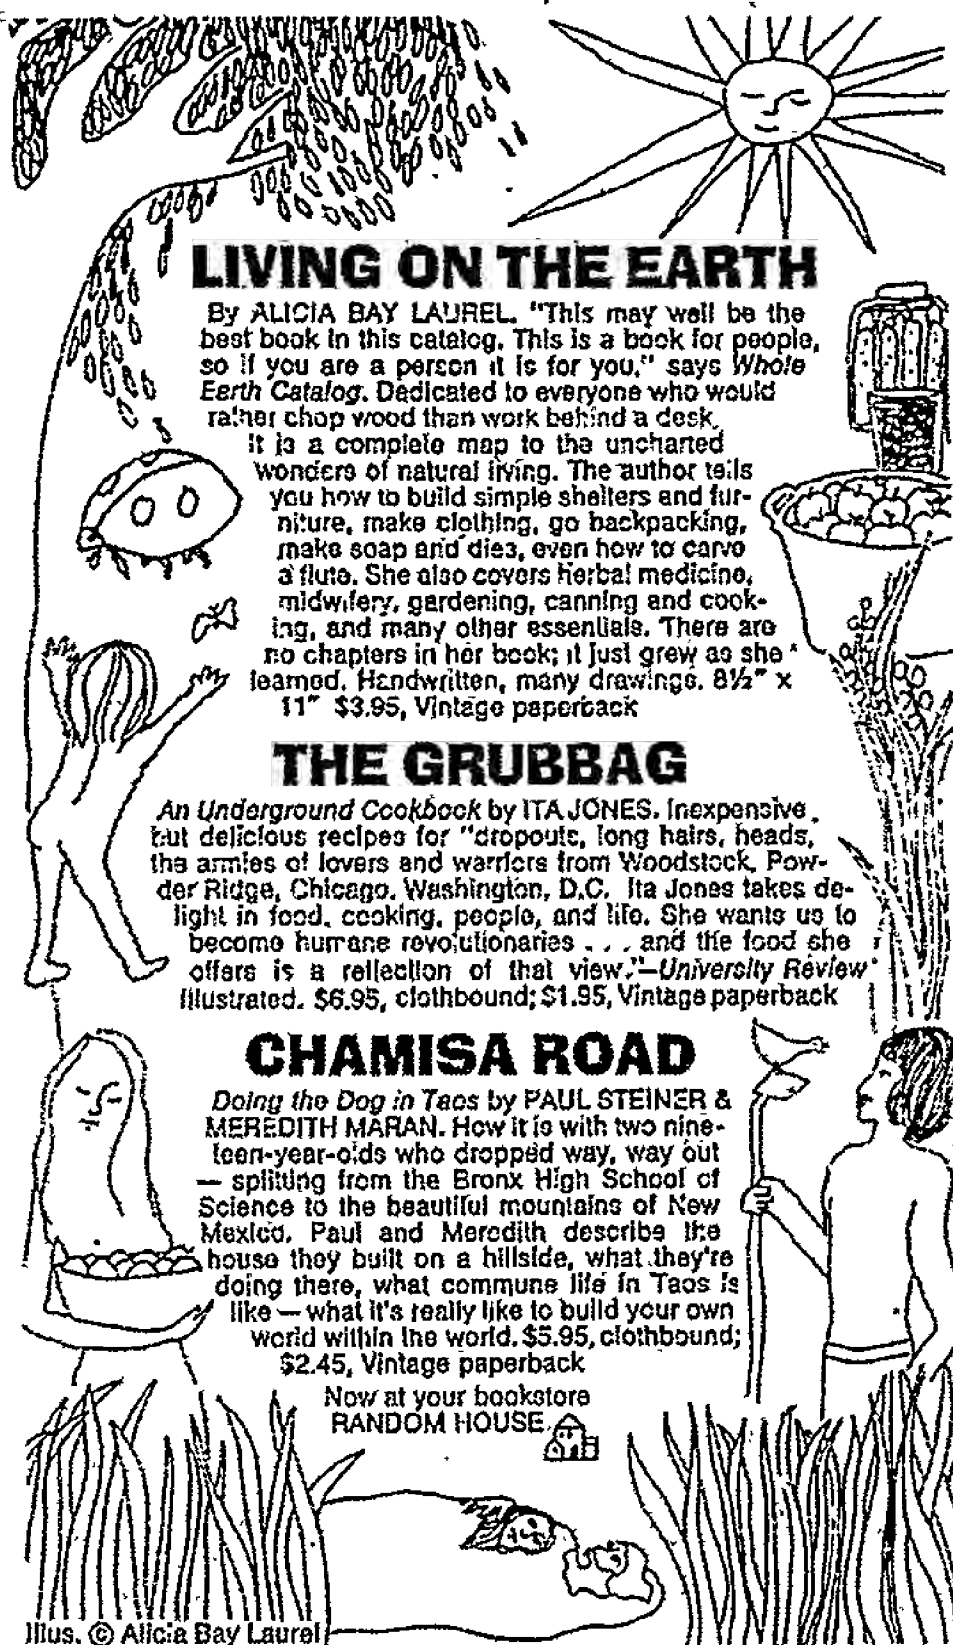 LIVING ON THE EARTH
By ALICIA BAY LAUREL. "This may well be the
best book in this catalog. This is a book for people,
so if you are a person it is for you." says Whole
Earth Catalog. Dedicated to everyone who would
rather chop wood than work behind a desk.
It is a complete map to the uncharted
wonders of natural living. The author tells
you how to build simple shelters and fur-
niture, make clothing, go backpacking,
make soap and dies, even how to carve
a flute. She also covers herbal medicine,
midwifery, gardening, canning and cook-
ing, and many other essentials. There are
no chapters in her book; it just grew as she
learned. Handwritten, many drawings. 8½" x
11" $3.95, Vintage paperback
THE GRUBBAG
An Underground Cookbook by ITA JONES. Inexpensive
but delicious recipes for "dropouts, long hairs, heads,
the armies of lovers and warriors from Woodstock, Pow-
der Ridge, Chicago, Washington, D.C. Ita Jones takes de-
light in food, cooking, people, and life. She wants us to
become humane revolutionaries . . . and the food she
offers is a reflection of that view."—University Review
Illustrated. $6.95, clothbound; $1.95, Vintage paperback
CHAMISA ROAD
Doing the Dog in Taos by PAUL STEINER &
MEREDITH MARAN. How it is with two nine-
teen-year-olds who dropped way, way out
— splitting from the Bronx High School of
Science to the beautiful mountains of New
Mexico. Paul and Meredith describe the
house they built on a hillside, what they're
doing there, what commune life in Taos is
like — what it's really like to build your own
world within the world. $5.95, clothbound;
$2.45, Vintage paperback
Now at your bookstore
RANDOM HOUSE
Illus. © Alicia Bay Laurel